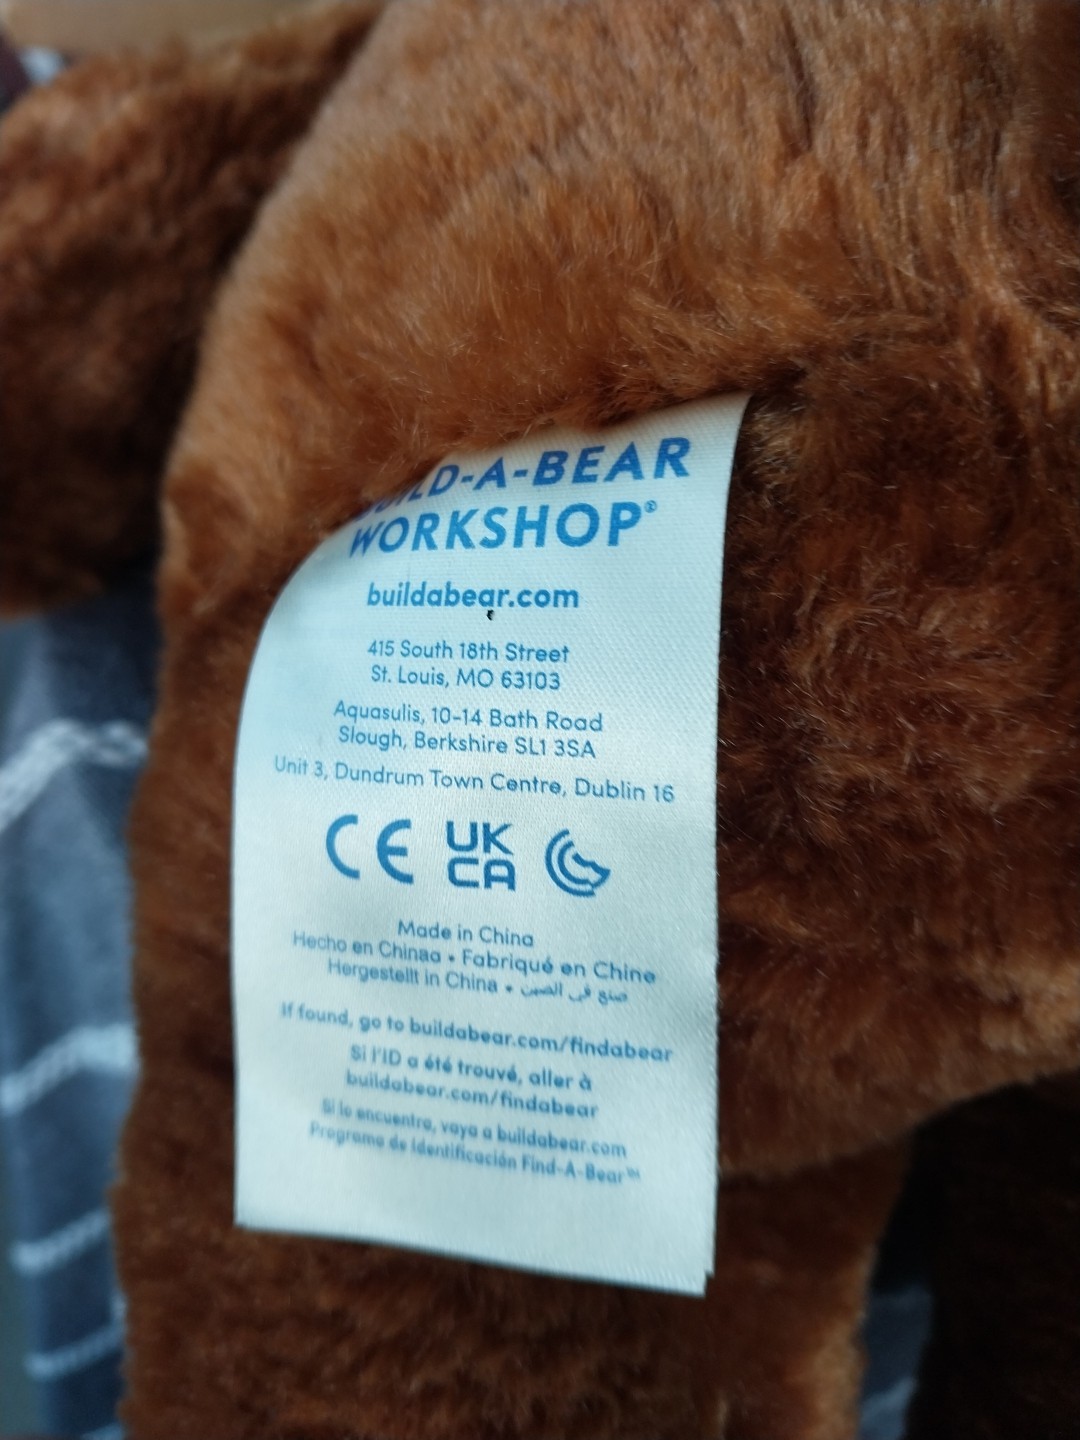 BUILD-A-BEAR
WORKSHOP®
buildabear.com
415 South 18th Street
St. Louis, MO 63103
Aquasulis, 10-14 Bath Road
Slough, Berkshire SL1 3SA
Unit 3, Dundrum Town Centre, Dublin 16
CE UK
CA
Made in China
Hecho en Chinaa • Fabriqué en Chine
Hergestellt in China • صنع في الصين
If found, go to buildabear.com/findabear
Si l'ID a été trouvé, aller à
buildabear.com/findabear
Si lo encuentra, vaya a buildabear.com
Programa de Identificación Find-A-Bear™